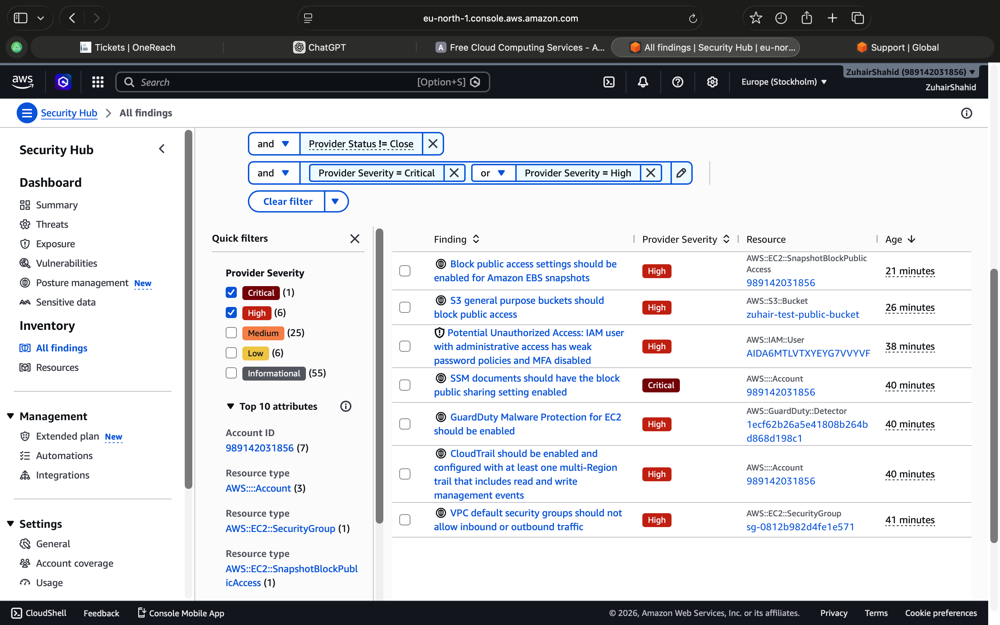 eu-north-1.console.aws.amazon.com
Tickets | OneReach
ChatGPT
A
Free Cloud Computing Services - A...
All findings | Security Hub | eu-nor...
Support | Global
aws
Search
[Option+S]
Europe (Stockholm)
ZuhairShahid (989142031856)
ZuhairShahid
Security Hub
All findings
Security Hub
Dashboard
Summary
Threats
Exposure
Vulnerabilities
Posture management New
Sensitive data
Inventory
All findings
Resources
Management
Extended plan New
Automations
Integrations
Settings
General
Account coverage
Usage
and
Provider Status != Close
and
Provider Severity = Critical
or
Provider Severity = High
Clear filter
Quick filters
Provider Severity
Critical (1)
High (6)
Medium (25)
Low (6)
Informational (55)
Top 10 attributes
Account ID
989142031856 (7)
Resource type
AWS::::Account (3)
Resource type
AWS::EC2::SecurityGroup (1)
Resource type
AWS::EC2::SnapshotBlockPubl
icAccess (1)
Finding
Provider Severity
Resource
Age
Block public access settings should be
enabled for Amazon EBS snapshots
High
AWS::EC2::SnapshotBlockPublic
Access
989142031856
21 minutes
S3 general purpose buckets should
block public access
High
AWS::S3::Bucket
zuhair-test-public-bucket
26 minutes
Potential Unauthorized Access: IAM user
with administrative access has weak
password policies and MFA disabled
High
AWS::IAM::User
AIDA6MTLVTXYEYG7VVYVF
38 minutes
SSM documents should have the block
public sharing setting enabled
Critical
AWS::::Account
989142031856
40 minutes
GuardDuty Malware Protection for EC2
should be enabled
High
AWS::GuardDuty::Detector
1ecf62b26a5e41808b264b
d868d198c1
40 minutes
CloudTrail should be enabled and
configured with at least one multi-Region
trail that includes read and write
management events
High
AWS::::Account
989142031856
40 minutes
VPC default security groups should not
allow inbound or outbound traffic
High
AWS::EC2::SecurityGroup
sg-0812b982d4fe1e571
41 minutes
CloudShell
Feedback
Console Mobile App
© 2026, Amazon Web Services, Inc. or its affiliates.
Privacy
Terms
Cookie preferences